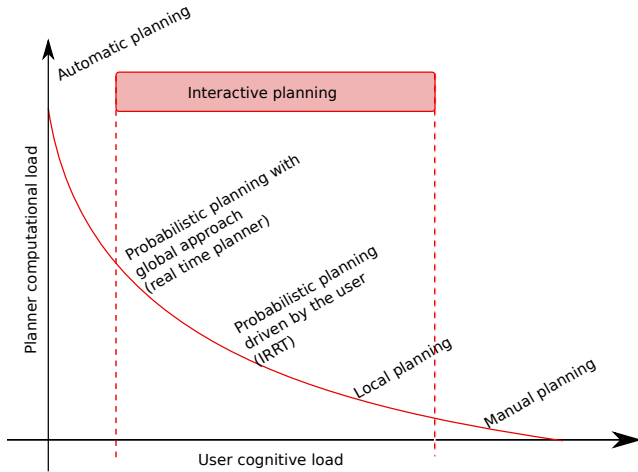 Automatic planning
Interactive planning
Probabilistic planning with
global approach
(real time planner)
Probabilistic planning
driven by the user
(IRRT)
Local planning
Manual planning
Planner computational load
User cognitive load